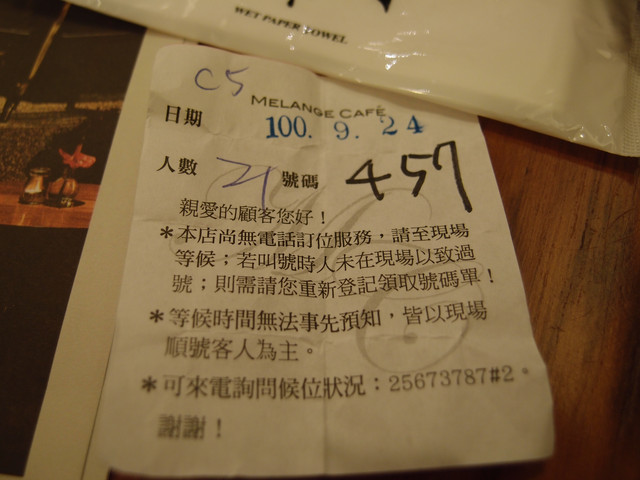 WET PAPER TOWEL
C5
MELANGE CAFÉ
日期 100. 9. 24
人數 號碼 457
親愛的顧客您好！
＊本店尚無電話訂位服務，請至現場
等候；若叫號時人未在現場以致過
號；則需請您重新登記領取號碼單！
＊等候時間無法事先預知，皆以現場
順號客人為主。
＊可來電詢問候位狀況：25673787#2。
謝謝！